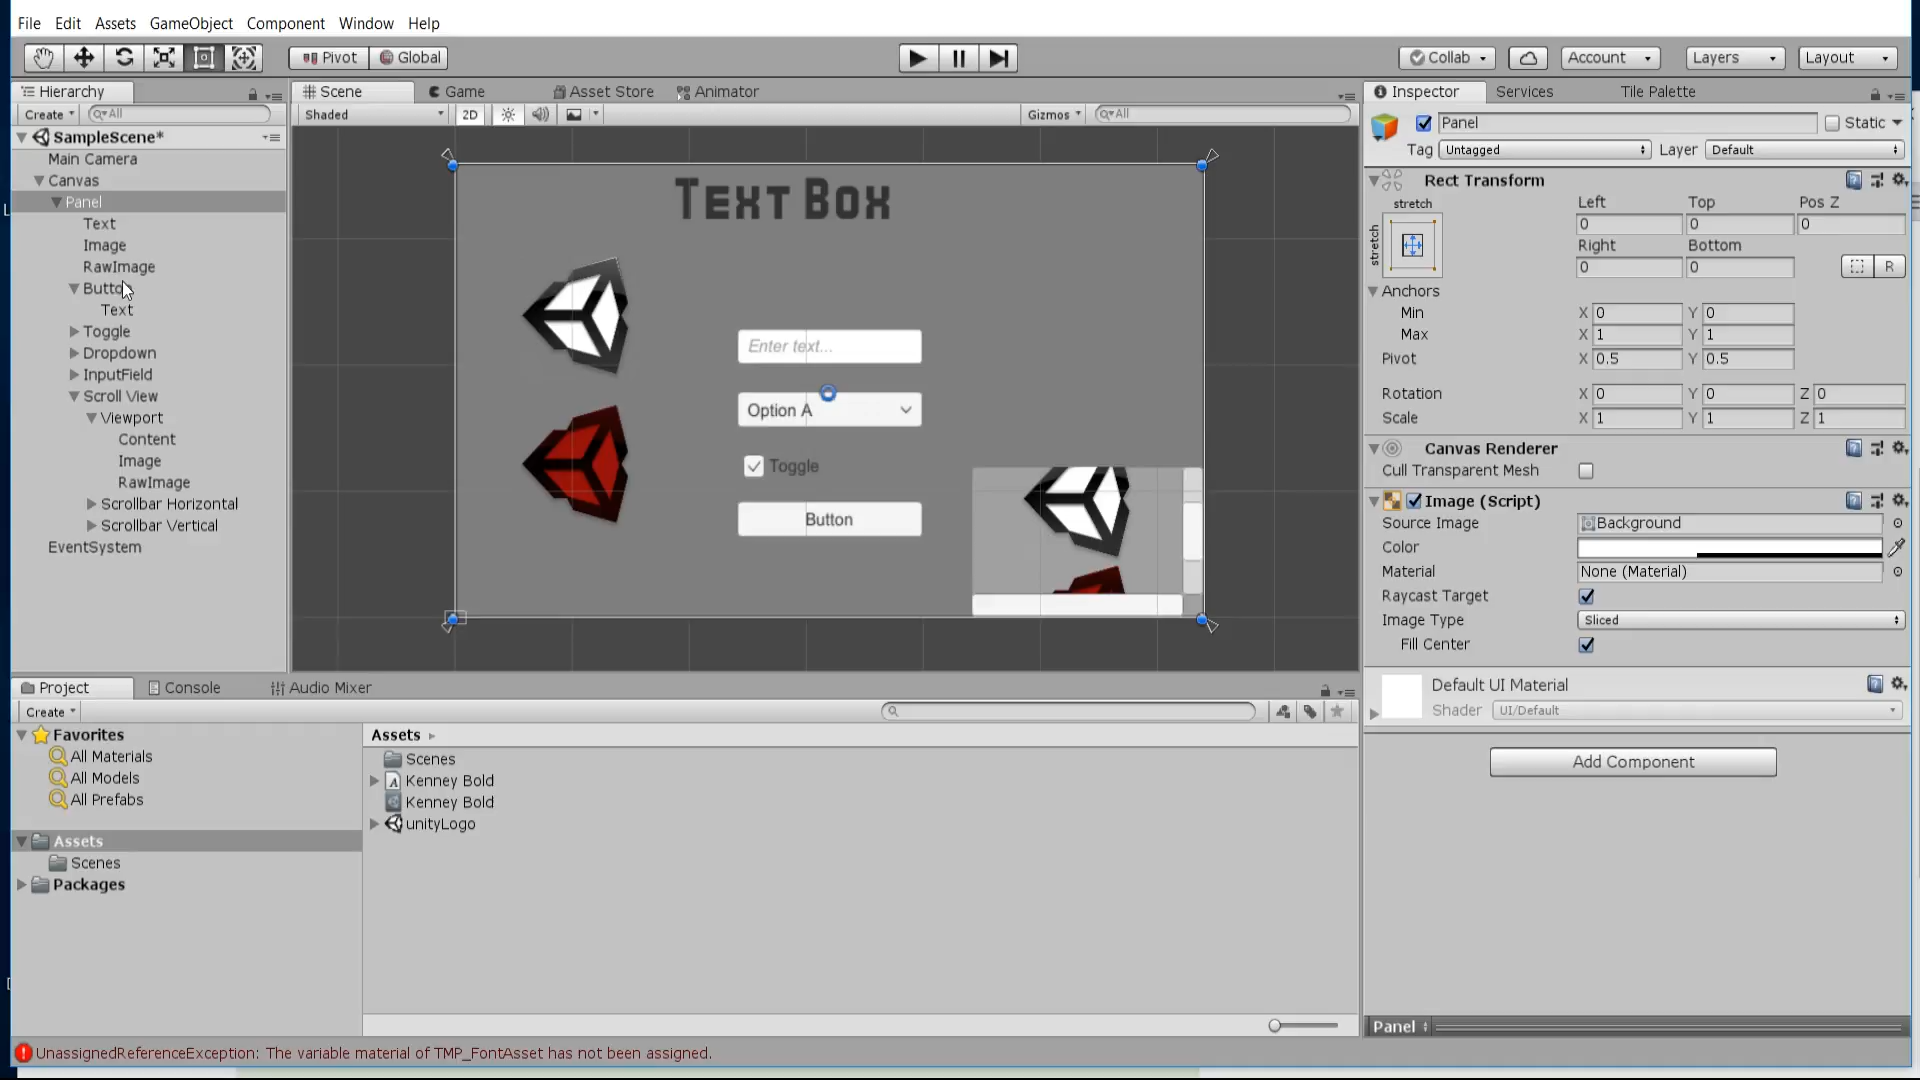 File Edit Assets GameObject Component Window Help
Pivot Global Collab Account Layers Layout
Hierarchy
Create All
SampleScene*
Main Camera
Canvas
Panel
Text
Image
RawImage
Button
Text
Toggle
Dropdown
InputField
Scroll View
Viewport
Content
Image
RawImage
Scrollbar Horizontal
Scrollbar Vertical
EventSystem
Scene Game Asset Store Animator
Shaded 2D Gizmos All
Text Box
Enter text...
Option A
Toggle
Button
Inspector Services Tile Palette
Panel Static
Tag Untagged Layer Default
Rect Transform
stretch Left Top Pos Z
stretch 0 0 0
Right Bottom
0 0 R
Anchors
Min X 0 Y 0
Max X 1 Y 1
Pivot X 0.5 Y 0.5
Rotation X 0 Y 0 Z 0
Scale X 1 Y 1 Z 1
Canvas Renderer
Cull Transparent Mesh
Image (Script)
Source Image Background
Color
Material None (Material)
Raycast Target
Image Type Sliced
Fill Center
Default UI Material
Shader UI/Default
Add Component
Panel
Project Console Audio Mixer
Create
Favorites
All Materials
All Models
All Prefabs
Assets
Scenes
Packages
Assets
Scenes
Kenney Bold
Kenney Bold
unityLogo
UnassignedReferenceException: The variable material of TMP_FontAsset has not been assigned.